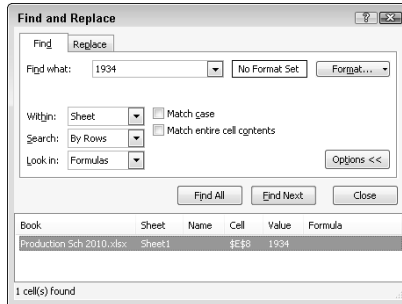 Find and Replace
Find Replace
Find what: 1934 No Format Set Format...
Within: Sheet Match case
Match entire cell contents
Search: By Rows
Look in: Formulas Options <<
Find All Find Next Close
Book Sheet Name Cell Value Formula
Production Sch 2010.xlsx Sheet1 $E$8 1934
1 cell(s) found